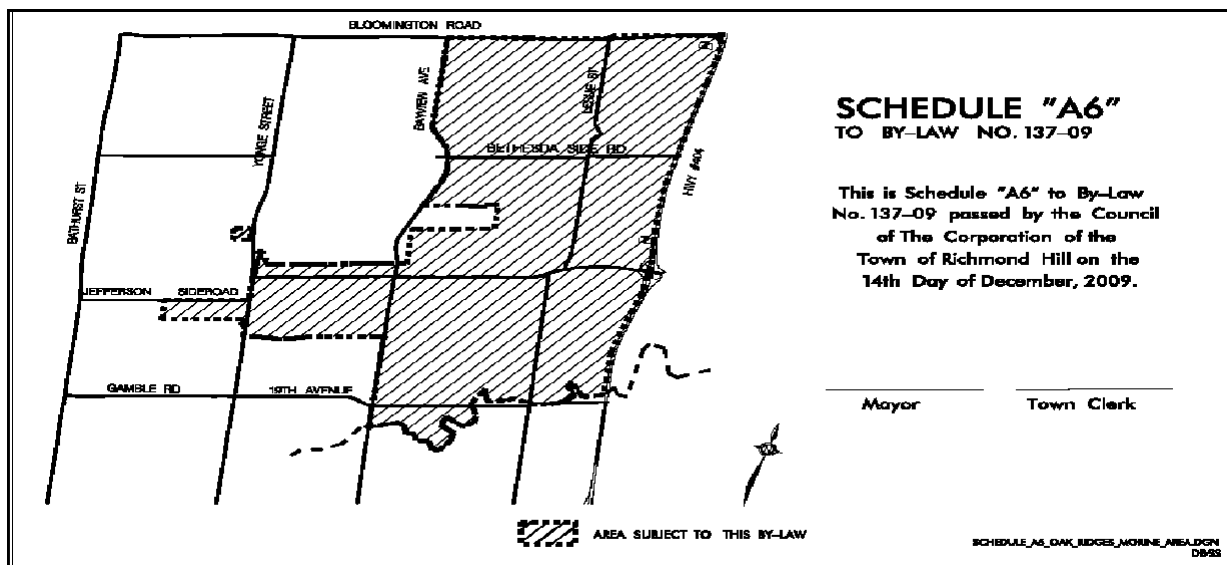 BLOOMINGTON ROAD
BATHURST ST
YONGE STREET
BAYVIEW AVE
LESLIE ST
HWY #404
BETHESDA SIDE RD
JEFFERSON SIDEROAD
GAMBLE RD
19TH AVENUE
AREA SUBJECT TO THIS BY-LAW
SCHEDULE "A6"
TO BY-LAW NO. 137-09
This is Schedule "A6" to By-Law
No. 137-09 passed by the Council
of The Corporation of the
Town of Richmond Hill on the
14th Day of December, 2009.
Mayor
Town Clerk
SCHEDULE_A6_OAK_RIDGES_MORINE_AREA.DGN